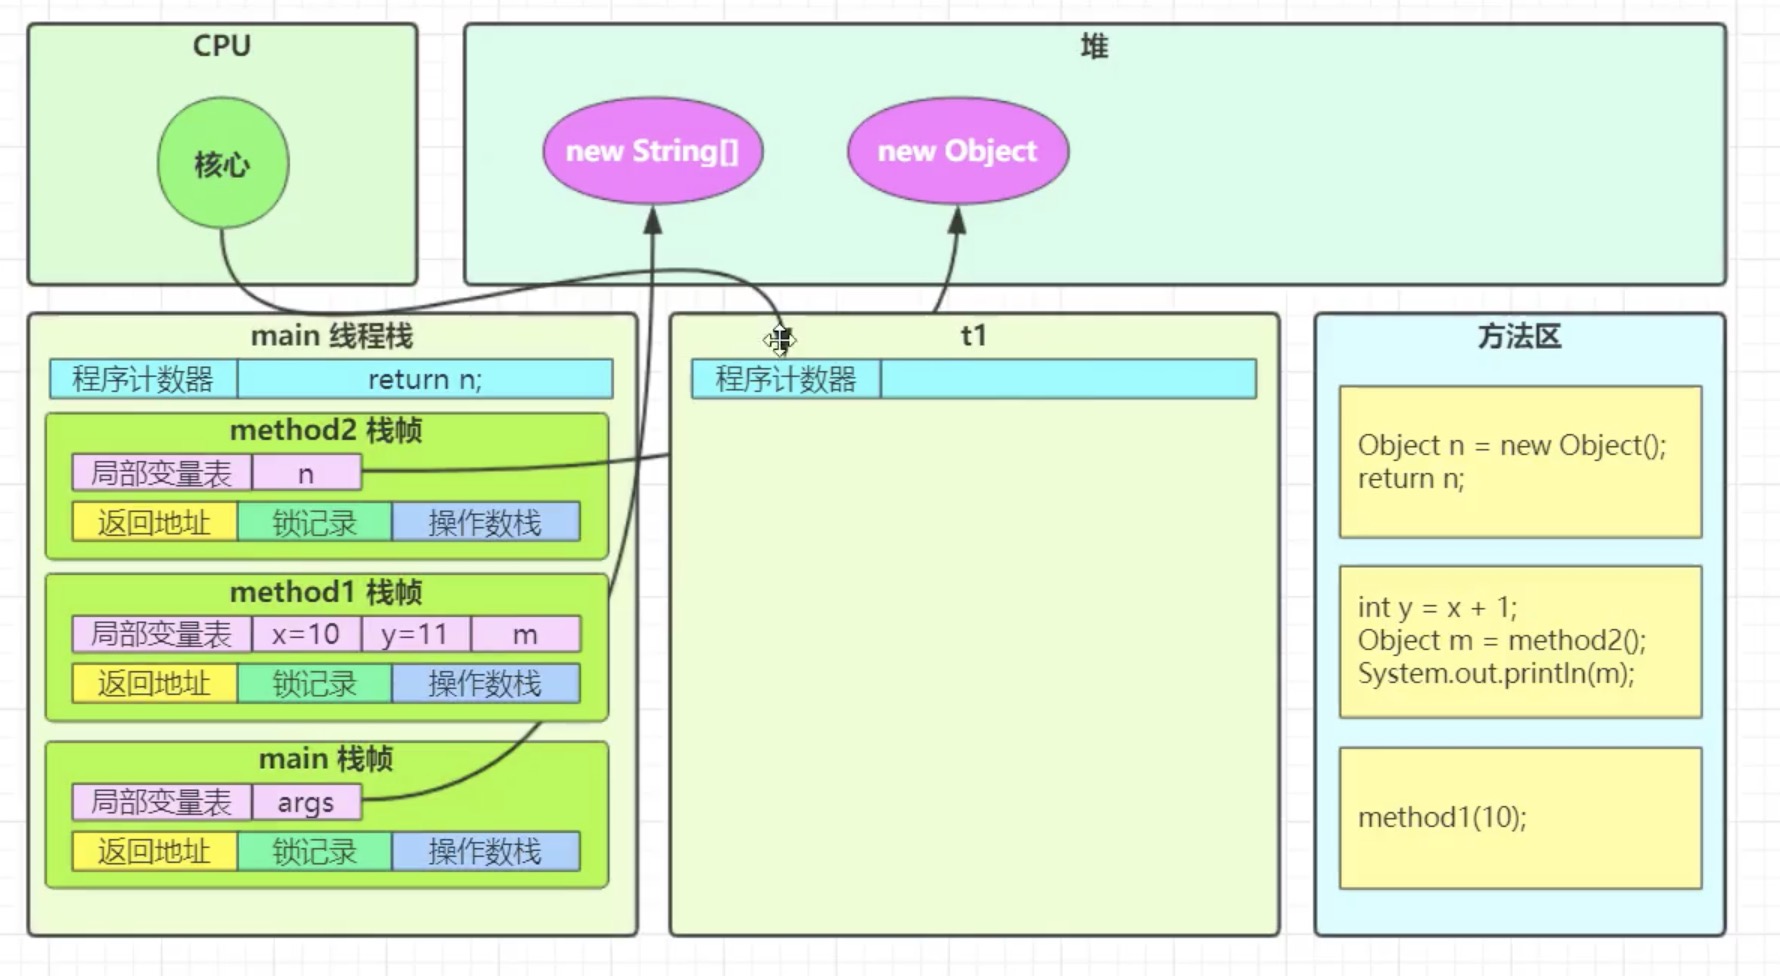 CPU
核心
堆
new String[]
new Object
main 线程栈
程序计数器
return n;
method2 栈帧
局部变量表
n
返回地址
锁记录
操作数栈
method1 栈帧
局部变量表
x=10
y=11
m
返回地址
锁记录
操作数栈
main 栈帧
局部变量表
args
返回地址
锁记录
操作数栈
t1
程序计数器
方法区
Object n = new Object();
return n;
int y = x + 1;
Object m = method2();
System.out.println(m);
method1(10);